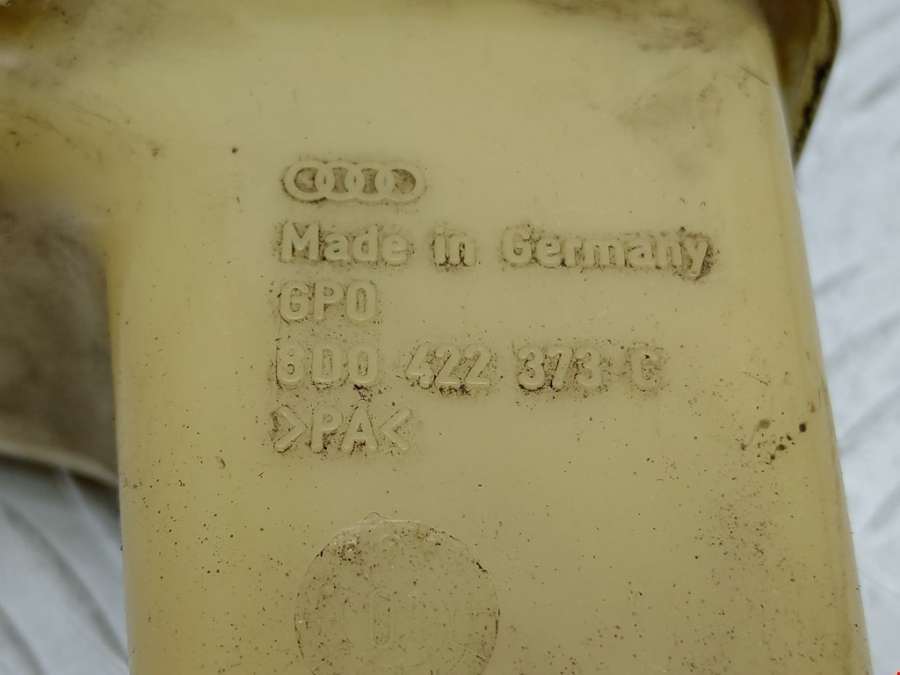 Made in Germany
GPO
8D0 422 373 C
>PA<